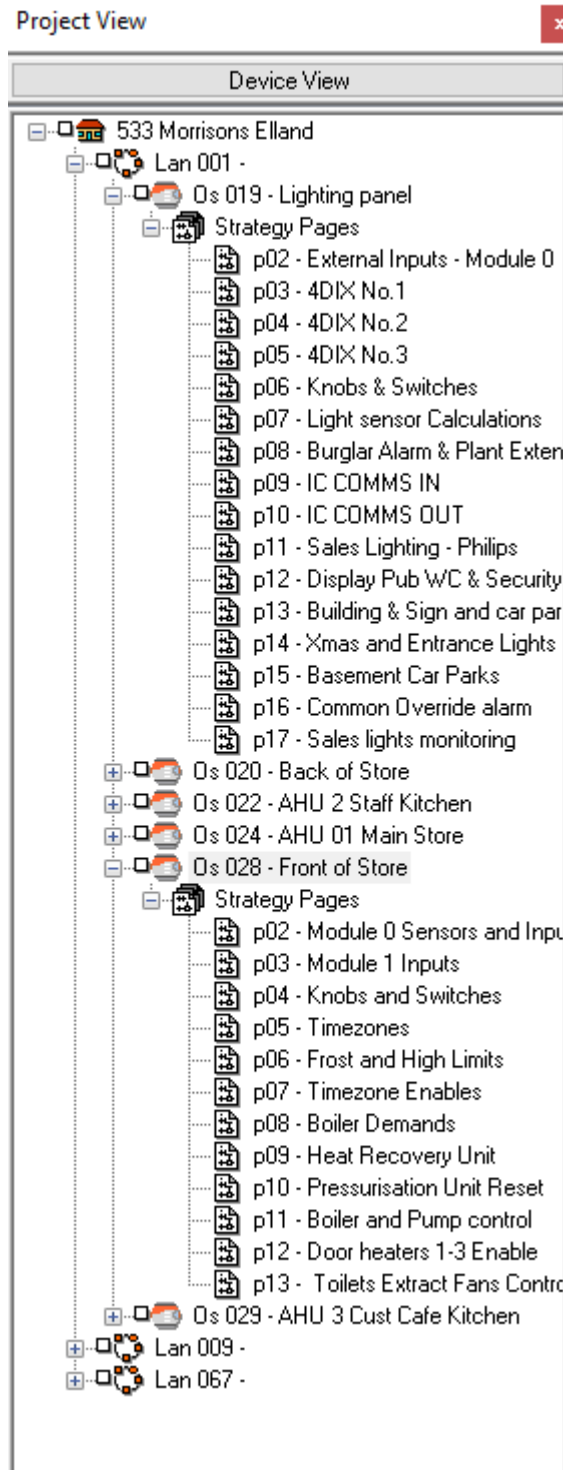 Project View
x
Device View
533 Morrisons Elland
Lan 001 -
Os 019 - Lighting panel
Strategy Pages
p02 - External Inputs - Module 0
p03 - 4DIX No.1
p04 - 4DIX No.2
p05 - 4DIX No.3
p06 - Knobs & Switches
p07 - Light sensor Calculations
p08 - Burglar Alarm & Plant Exten
p09 - IC COMMS IN
p10 - IC COMMS OUT
p11 - Sales Lighting - Philips
p12 - Display Pub WC & Security
p13 - Building & Sign and car par
p14 - Xmas and Entrance Lights
p15 - Basement Car Parks
p16 - Common Override alarm
p17 - Sales lights monitoring
Os 020 - Back of Store
Os 022 - AHU 2 Staff Kitchen
Os 024 - AHU 01 Main Store
Os 028 - Front of Store
Strategy Pages
p02 - Module 0 Sensors and Inpu
p03 - Module 1 Inputs
p04 - Knobs and Switches
p05 - Timezones
p06 - Frost and High Limits
p07 - Timezone Enables
p08 - Boiler Demands
p09 - Heat Recovery Unit
p10 - Pressurisation Unit Reset
p11 - Boiler and Pump control
p12 - Door heaters 1-3 Enable
p13 -  Toilets Extract Fans Contro
Os 029 - AHU 3 Cust Cafe Kitchen
Lan 009 -
Lan 067 -